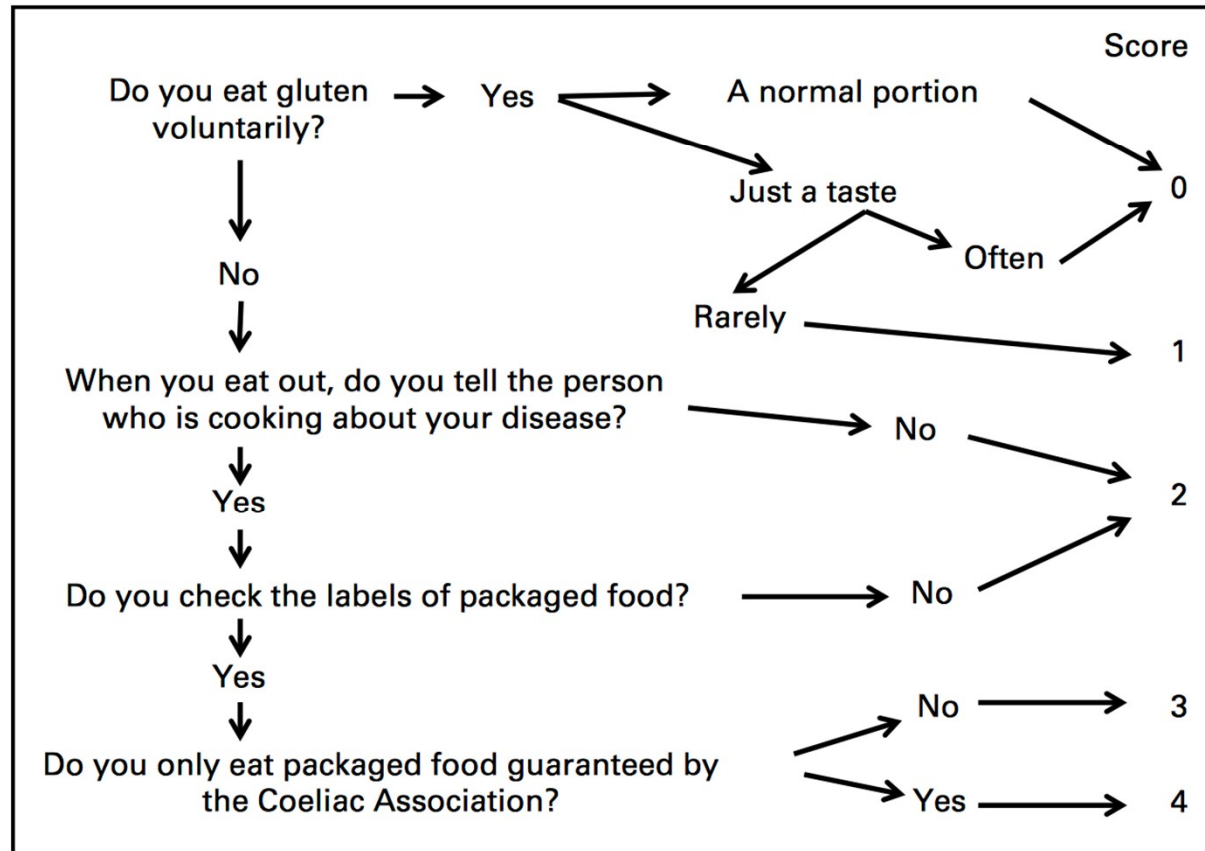 Score
Do you eat gluten
voluntarily?
Yes
A normal portion
0
Just a taste
Often
No
Rarely
1
When you eat out, do you tell the person
who is cooking about your disease?
No
2
Yes
Do you check the labels of packaged food?
No
Yes
No
3
Do you only eat packaged food guaranteed by
the Coeliac Association?
Yes
4